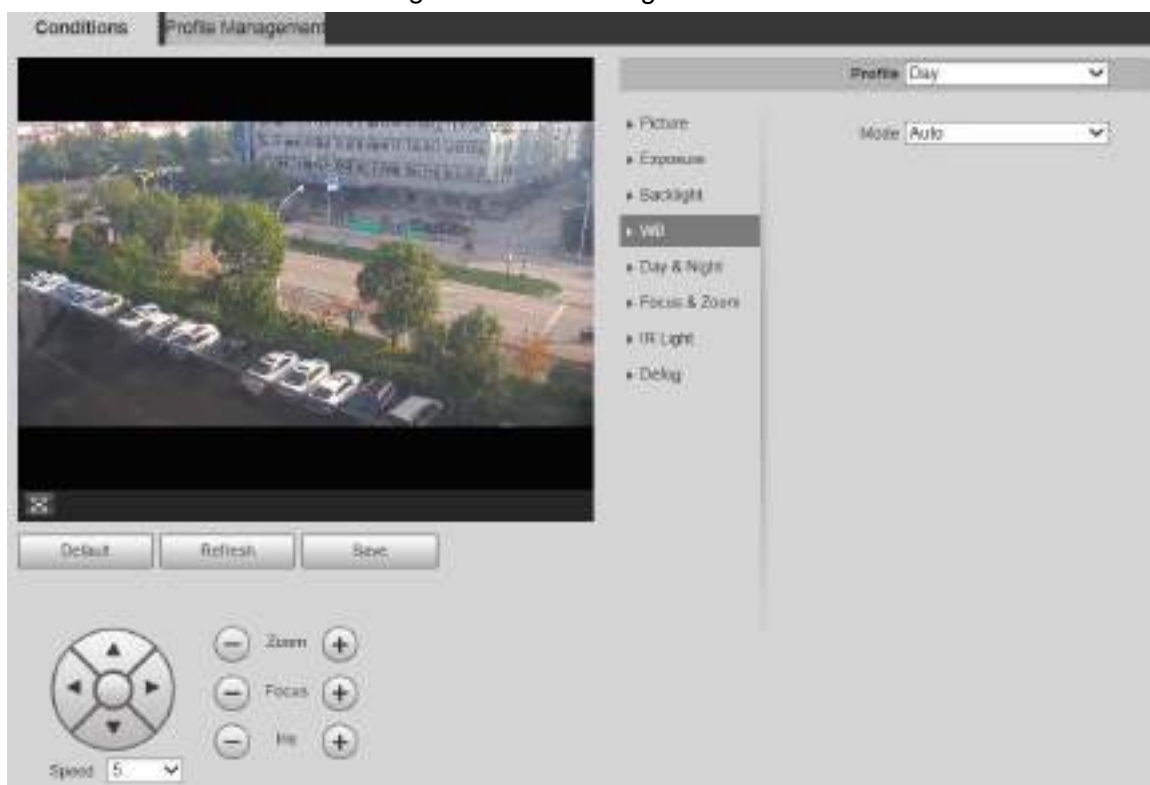 Conditions
Profile Management
Profile Day
Picture
Mode Auto
Exposure
Backlight
WB
Day & Night
Focus & Zoom
IR Light
Defog
Default
Refresh
Save
Zoom
Focus
Iris
Speed 5